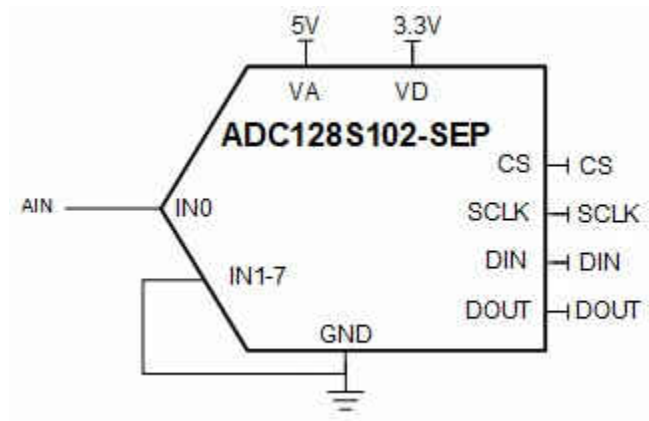 5V 3.3V
VA VD
ADC128S102-SEP
CS CS
AIN IN0 SCLK SCLK
DIN DIN
IN1-7
DOUT DOUT
GND